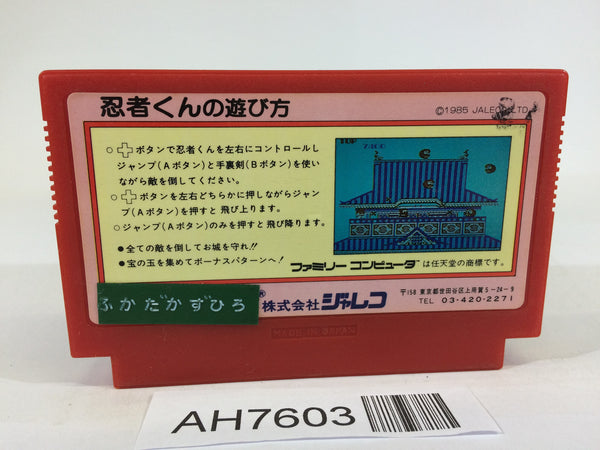 忍者くんの遊び方
©1985 JALECO LTD.
○ボタンで忍者くんを左右にコントロールし
ジャンプ(Aボタン)と手裏剣(Bボタン)を使い
ながら敵を倒してください。
○ボタンを左右どちらかに押しながらジャン
プ(Aボタン)を押すと 飛び上ります。
○ジャンプ(Aボタン)のみを押すと 飛び降ります。
●全ての敵を倒してお城を守れ!!
●宝の玉を集めてボーナスパターンへ!
TOP
ファミリー コンピュータ は任天堂の商標です。
ふかだかずひろ
® 株式会社 ジャレコ
〒158 東京都世田谷区上用賀5-24-9
TEL 03-420-2271
MADE IN JAPAN
AH7603